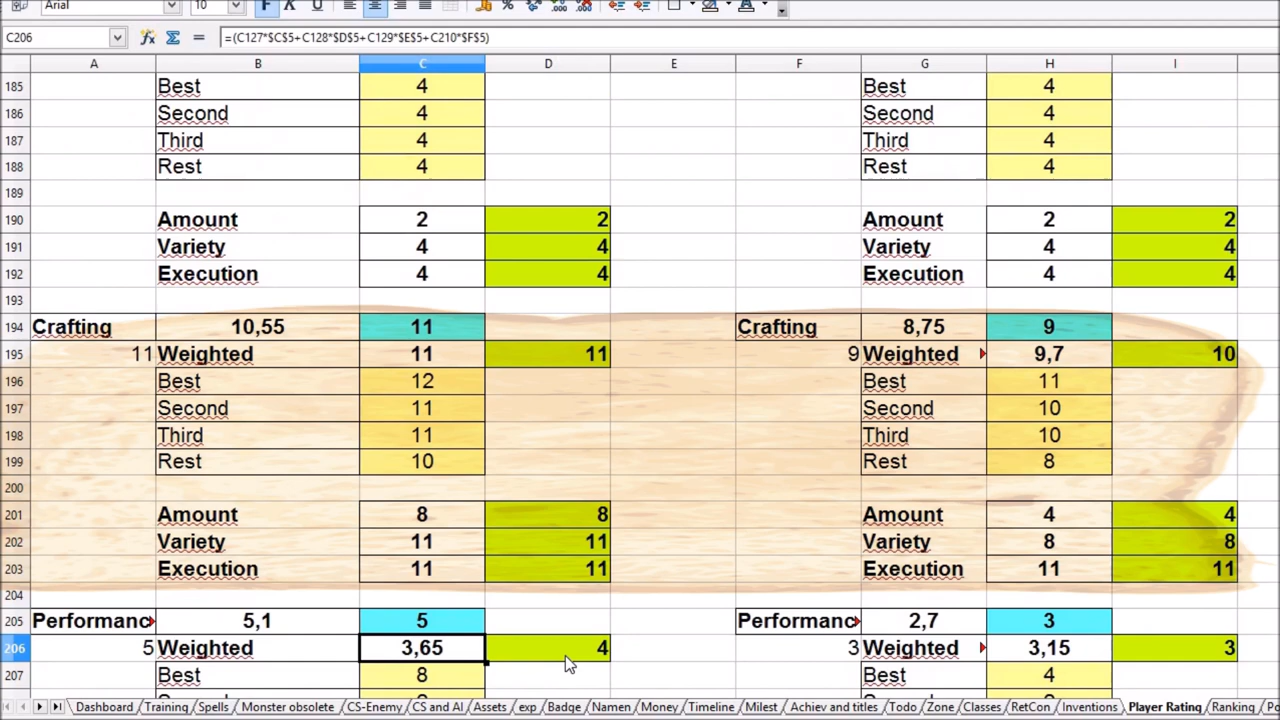 Arial 10
C206 =(C127*$C$5+C128*$D$5+C129*$E$5+C210*$F$5)
A B C D E F G H I
185 Best 4 Best 4
186 Second 4 Second 4
187 Third 4 Third 4
188 Rest 4 Rest 4
189
190 Amount 2 2 Amount 2 2
191 Variety 4 4 Variety 4 4
192 Execution 4 4 Execution 4 4
193
194 Crafting 10,55 11 Crafting 8,75 9
195 11 Weighted 11 11 9 Weighted 9,7 10
196 Best 12 Best 11
197 Second 11 Second 10
198 Third 11 Third 10
199 Rest 10 Rest 8
200
201 Amount 8 8 Amount 4 4
202 Variety 11 11 Variety 8 8
203 Execution 11 11 Execution 11 11
204
205 Performanc 5,1 5 Performanc 2,7 3
206 5 Weighted 3,65 4 3 Weighted 3,15 3
207 Best 8 Best 4
Dashboard Training Spells Monster obsolete CS-Enemy CS and AI Assets exp Badge Namen Money Timeline Milest Achiev and titles Todo Zone Classes RetCon Inventions Player Rating Ranking